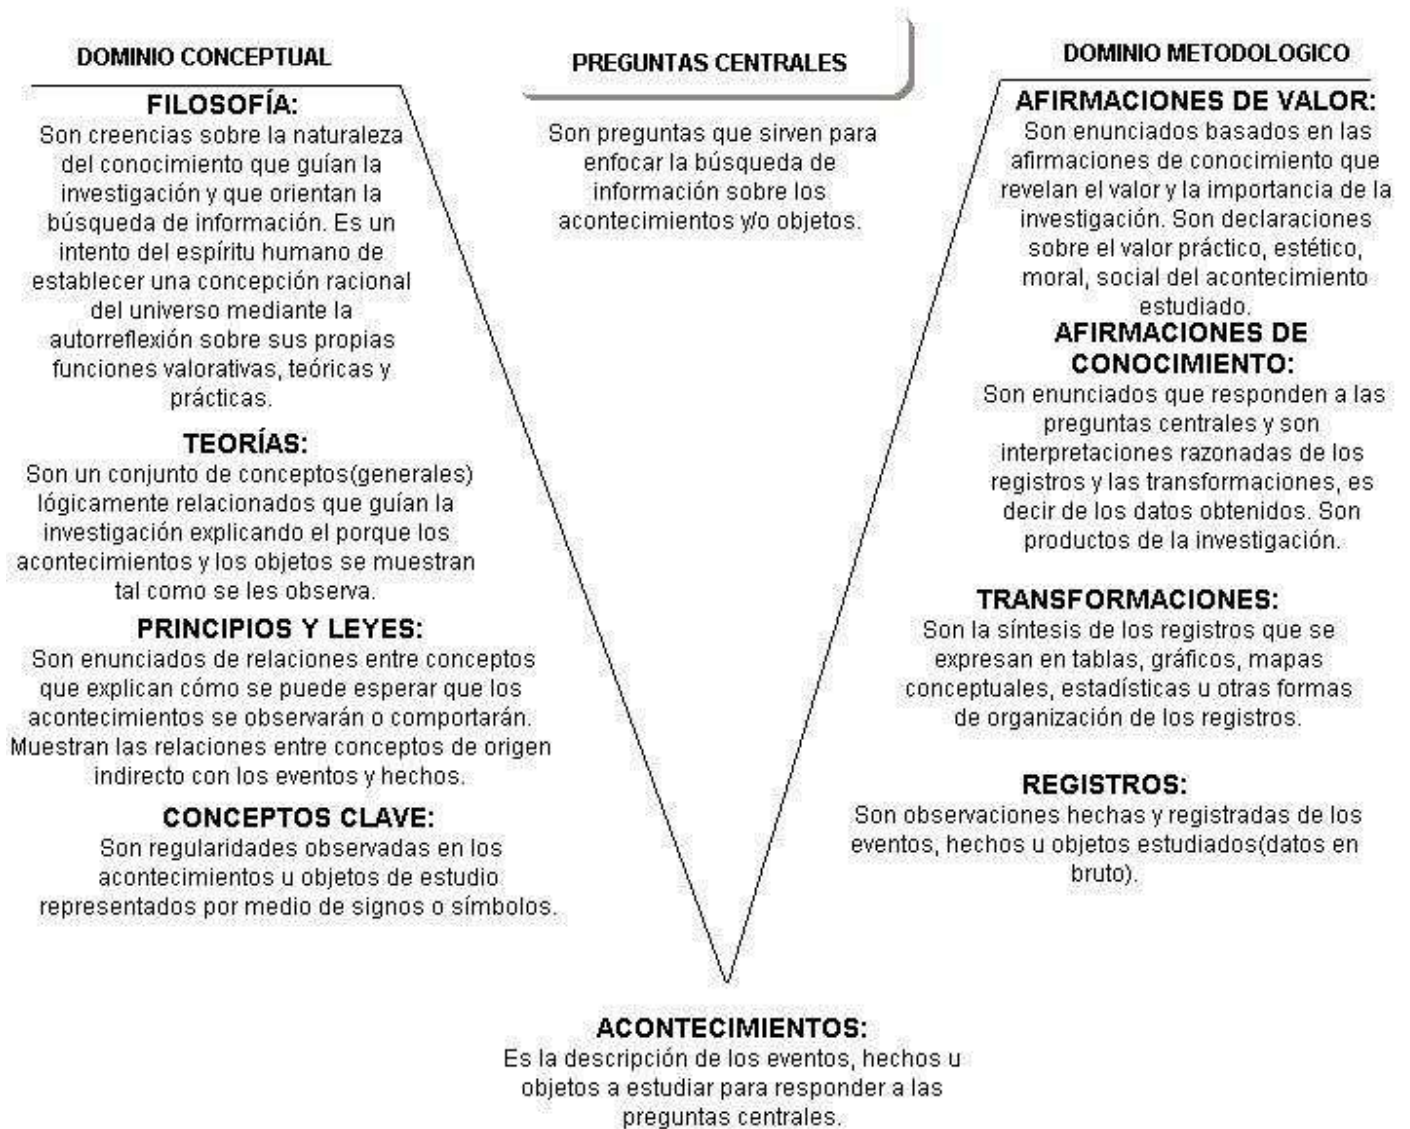 DOMINIO CONCEPTUAL
FILOSOFÍA:
Son creencias sobre la naturaleza
del conocimiento que guían la
investigación y que orientan la
búsqueda de información. Es un
intento del espíritu humano de
establecer una concepción racional
del universo mediante la
autorreflexión sobre sus propias
funciones valorativas, teóricas y
prácticas.
TEORÍAS:
Son un conjunto de conceptos(generales)
lógicamente relacionados que guían la
investigación explicando el porque los
acontecimientos y los objetos se muestran
tal como se les observa.
PRINCIPIOS Y LEYES:
Son enunciados de relaciones entre conceptos
que explican cómo se puede esperar que los
acontecimientos se observarán o comportarán.
Muestran las relaciones entre conceptos de origen
indirecto con los eventos y hechos.
CONCEPTOS CLAVE:
Son regularidades observadas en los
acontecimientos u objetos de estudio
representados por medio de signos o símbolos.
PREGUNTAS CENTRALES
Son preguntas que sirven para
enfocar la búsqueda de
información sobre los
acontecimientos y/o objetos.
DOMINIO METODOLOGICO
AFIRMACIONES DE VALOR:
Son enunciados basados en las
afirmaciones de conocimiento que
revelan el valor y la importancia de la
investigación. Son declaraciones
sobre el valor práctico, estético,
moral, social del acontecimiento
estudiado.
AFIRMACIONES DE
CONOCIMIENTO:
Son enunciados que responden a las
preguntas centrales y son
interpretaciones razonadas de los
registros y las transformaciones, es
decir de los datos obtenidos. Son
productos de la investigación.
TRANSFORMACIONES:
Son la síntesis de los registros que se
expresan en tablas, gráficos, mapas
conceptuales, estadísticas u otras formas
de organización de los registros.
REGISTROS:
Son observaciones hechas y registradas de los
eventos, hechos u objetos estudiados(datos en
bruto).
ACONTECIMIENTOS:
Es la descripción de los eventos, hechos u
objetos a estudiar para responder a las
preguntas centrales.